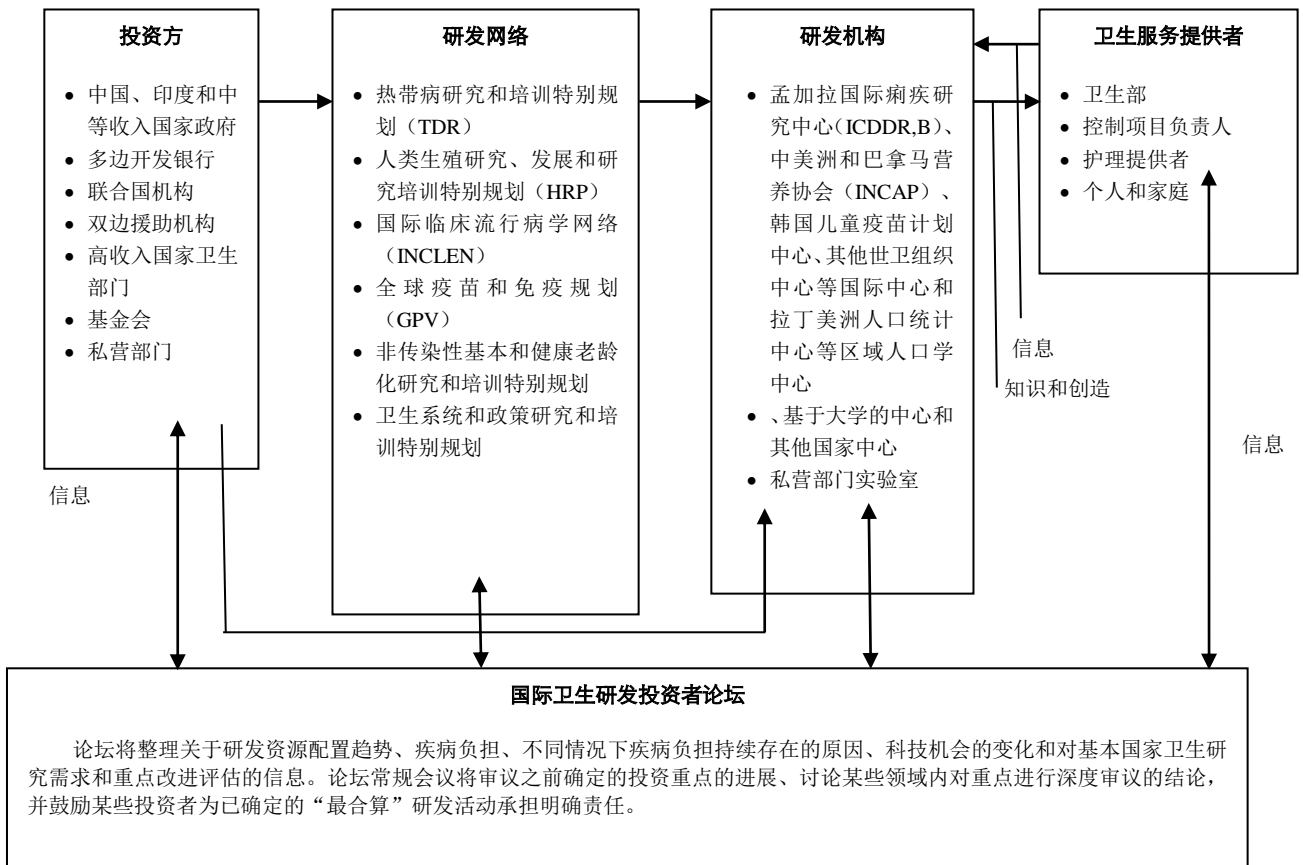 投资方
• 中国、印度和中
等收入国家政府
• 多边开发银行
• 联合国机构
• 双边援助机构
• 高收入国家卫生
部门
• 基金会
• 私营部门
研发网络
• 热带病研究和培训特别规
划（TDR）
• 人类生殖研究、发展和研
究培训特别规划（HRP）
• 国际临床流行病学网络
（INCLEN）
• 全球疫苗和免疫规划
（GPV）
• 非传染性基本和健康老龄
化研究和培训特别规划
• 卫生系统和政策研究和培
训特别规划
研发机构
• 孟加拉国际痢疾研
究中心（ICDDR,B）、
中美洲和巴拿马营
养协会（INCAP）、
韩国儿童疫苗计划
中心、其他世卫组织
中心等国际中心和
拉丁美洲人口统计
中心等区域人口学
中心
• 、基于大学的中心和
其他国家中心
• 私营部门实验室
卫生服务提供者
• 卫生部
• 控制项目负责人
• 护理提供者
• 个人和家庭
信息
知识和创造
信息
信息
国际卫生研发投资者论坛
论坛将整理关于研发资源配置趋势、疾病负担、不同情况下疾病负担持续存在的原因、科技机会的变化和对基本国家卫生研
究需求和重点改进评估的信息。论坛常规会议将审议之前确定的投资重点的进展、讨论某些领域内对重点进行深度审议的结论，
并鼓励某些投资者为已确定的“最合算”研发活动承担明确责任。